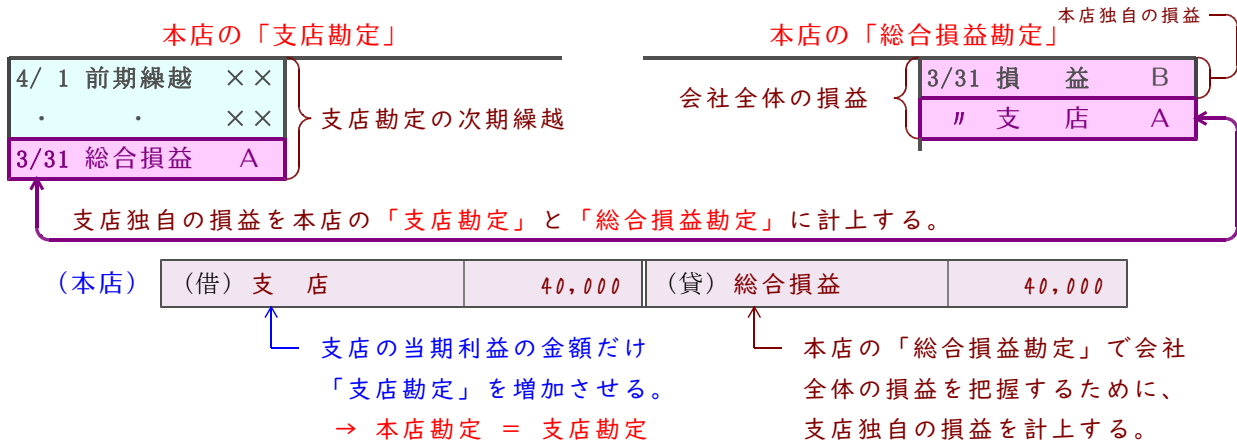 本店独自の損益
本店の「支店勘定」
本店の「総合損益勘定」
4/ 1 前期繰越 ××
・ ・ ××
3/31 総合損益 A
支店勘定の次期繰越
会社全体の損益
3/31 損 益 B
〃 支 店 A
支店独自の損益を本店の「支店勘定」と「総合損益勘定」に計上する。
(本店) (借) 支 店 40,000 (貸) 総合損益 40,000
支店の当期利益の金額だけ
「支店勘定」を増加させる。
→ 本店勘定 = 支店勘定
本店の「総合損益勘定」で会社
全体の損益を把握するために、
支店独自の損益を計上する。